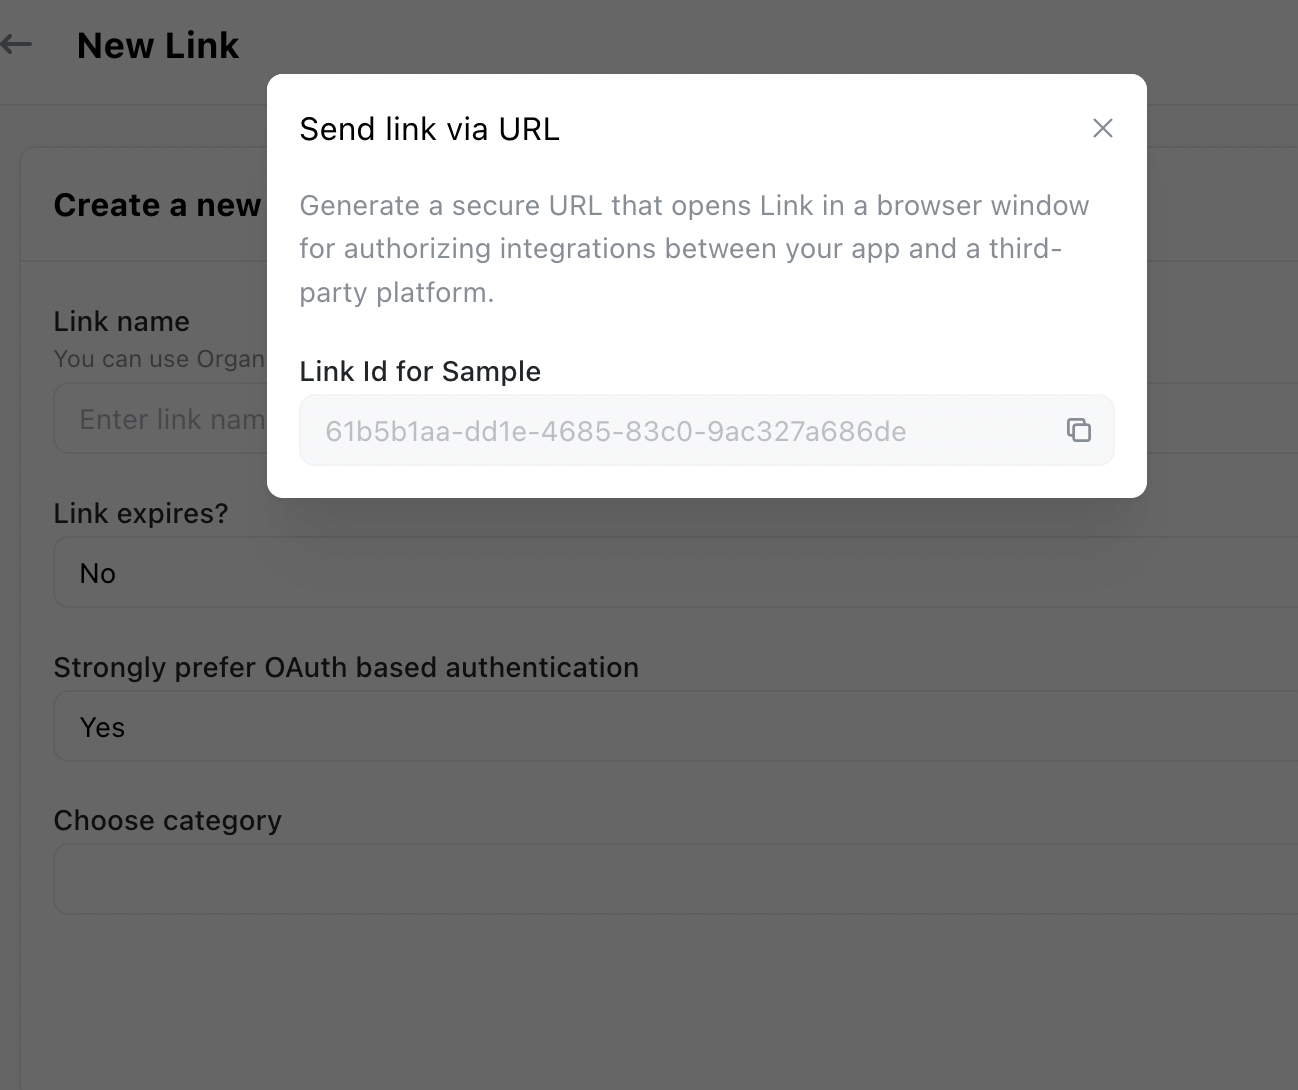 New Link
Send link via URL
Create a new
Generate a secure URL that opens Link in a browser window
for authorizing integrations between your app and a third-
party platform.
Link name
You can use Organ
Enter link nam
Link Id for Sample
61b5b1aa-dd1e-4685-83c0-9ac327a686de
Link expires?
No
Strongly prefer OAuth based authentication
Yes
Choose category